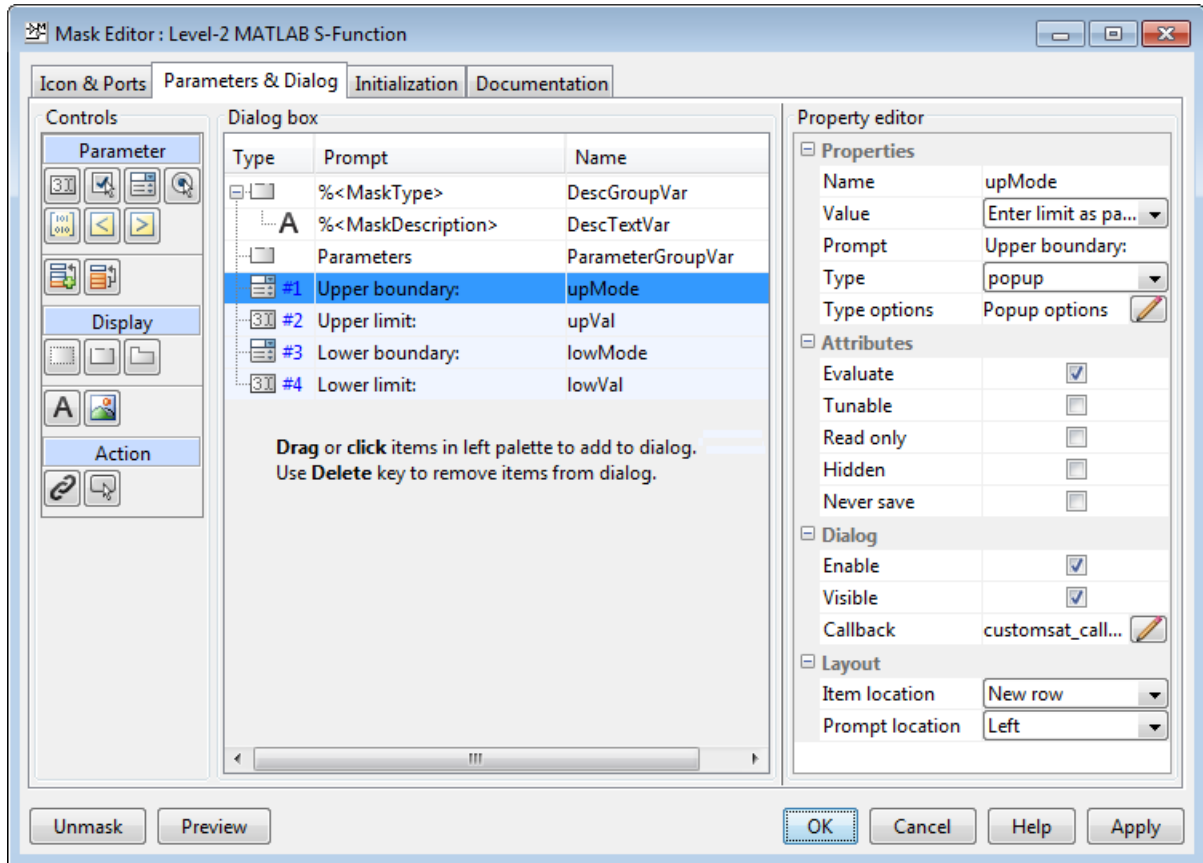 Mask Editor : Level-2 MATLAB S-Function
Icon & Ports Parameters & Dialog Initialization Documentation
Controls
Parameter
Display
A
Action
Dialog box
Type Prompt Name
%<MaskType> DescGroupVar
A %<MaskDescription> DescTextVar
Parameters ParameterGroupVar
#1 Upper boundary: upMode
#2 Upper limit: upVal
#3 Lower boundary: lowMode
#4 Lower limit: lowVal
Drag or click items in left palette to add to dialog.
Use Delete key to remove items from dialog.
Property editor
Properties
Name upMode
Value Enter limit as pa...
Prompt Upper boundary:
Type popup
Type options Popup options
Attributes
Evaluate
Tunable
Read only
Hidden
Never save
Dialog
Enable
Visible
Callback customsat_call...
Layout
Item location New row
Prompt location Left
Unmask Preview OK Cancel Help Apply